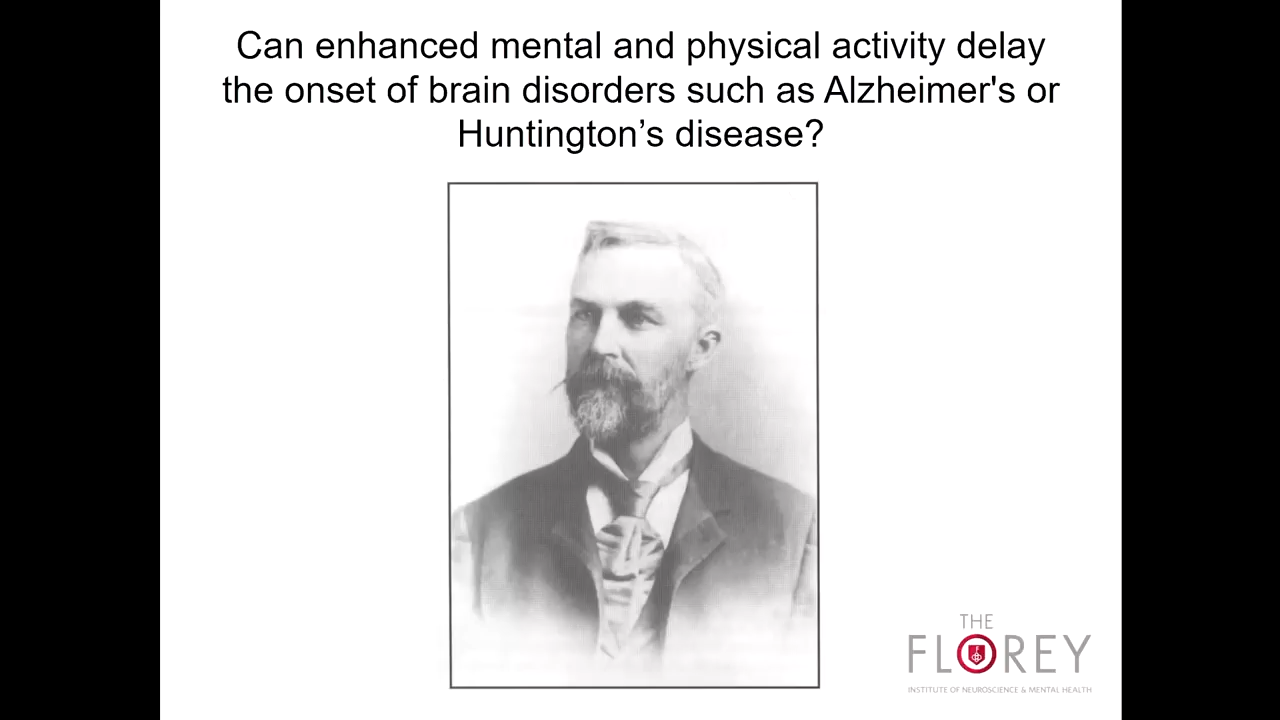 Can enhanced mental and physical activity delay
the onset of brain disorders such as Alzheimer's or
Huntington’s disease?
THE
FLOREY
INSTITUTE OF NEUROSCIENCE & MENTAL HEALTH